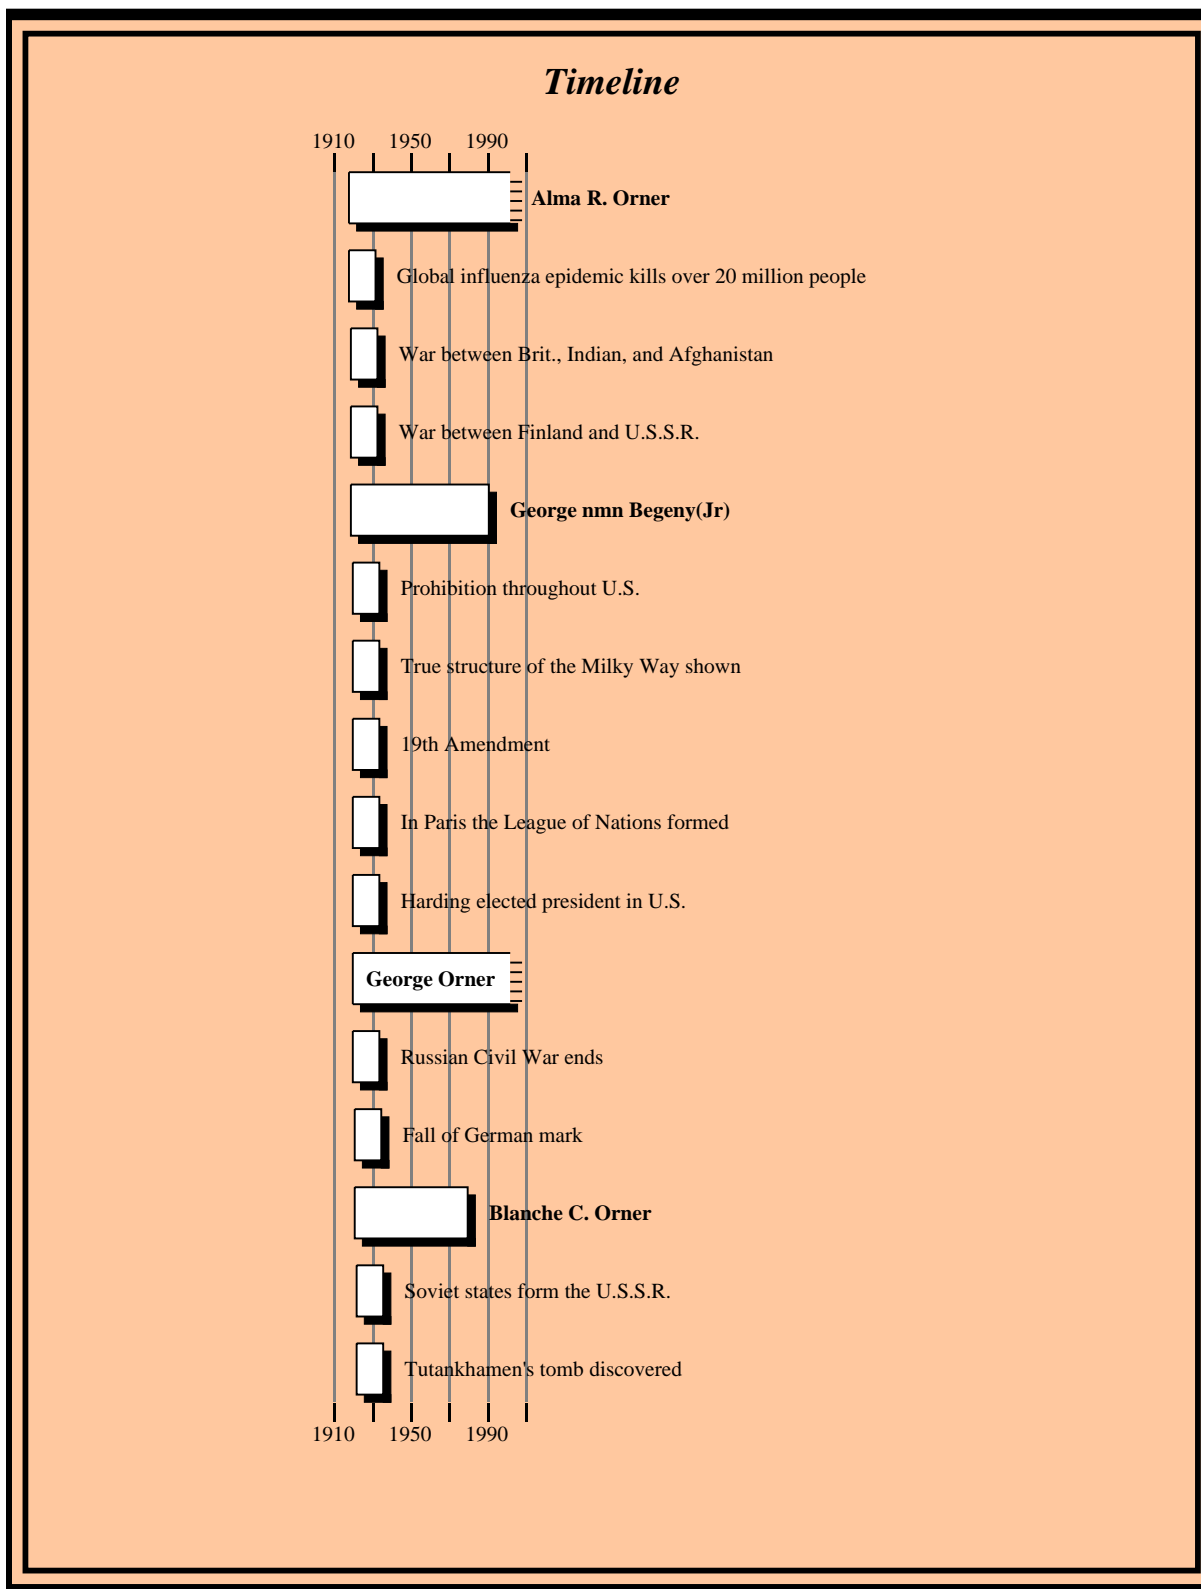 Timeline
1910 1950 1990
Alma R. Orner
Global influenza epidemic kills over 20 million people
War between Brit., Indian, and Afghanistan
War between Finland and U.S.S.R.
George nmn Begeny(Jr)
Prohibition throughout U.S.
True structure of the Milky Way shown
19th Amendment
In Paris the League of Nations formed
Harding elected president in U.S.
George Orner
Russian Civil War ends
Fall of German mark
Blanche C. Orner
Soviet states form the U.S.S.R.
Tutankhamen's tomb discovered
1910 1950 1990